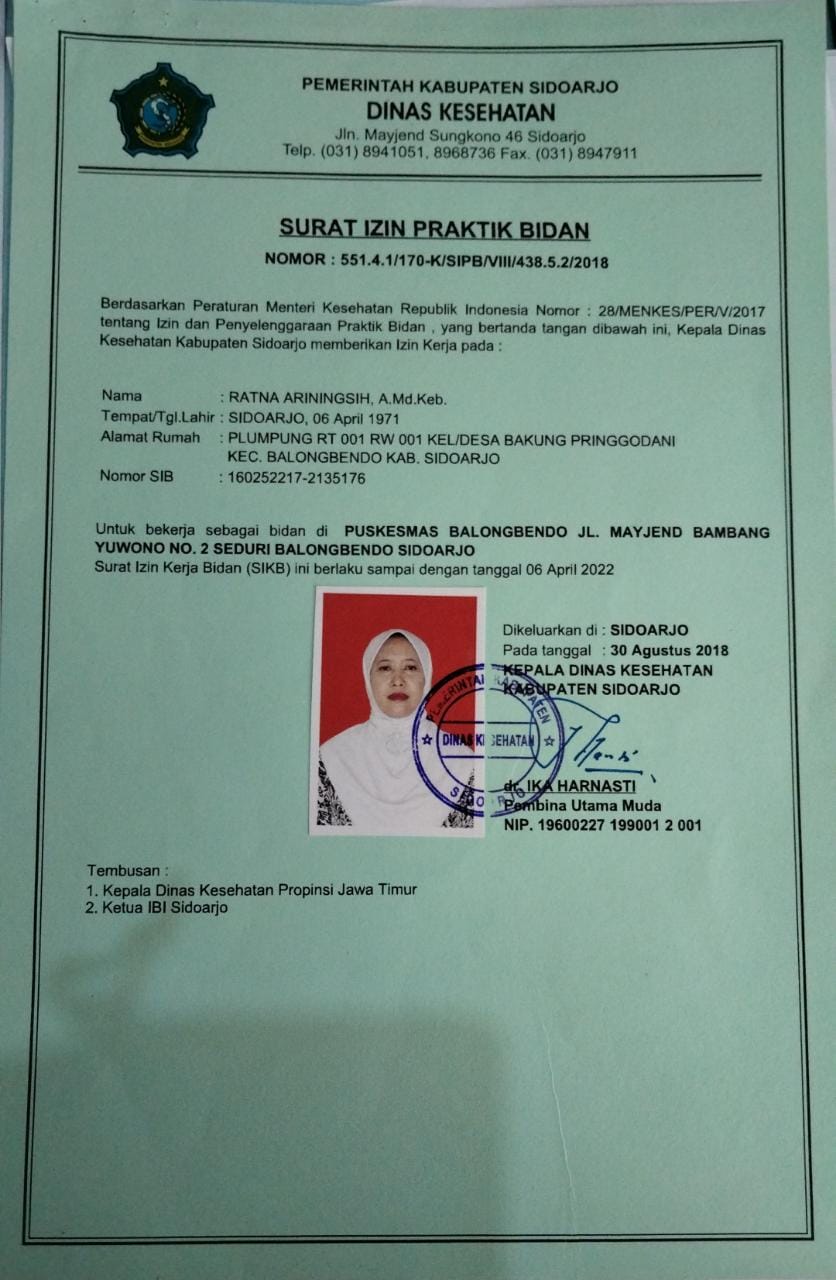 PEMERINTAH KABUPATEN SIDOARJO
DINAS KESEHATAN
Jln. Mayjend Sungkono 46 Sidoarjo
Telp. (031) 8941051, 8968736 Fax. (031) 8947911
SURAT IZIN PRAKTIK BIDAN
NOMOR : 551.4.1/170-K/SIPB/VIII/438.5.2/2018
Berdasarkan Peraturan Menteri Kesehatan Republik Indonesia Nomor : 28/MENKES/PER/V/2017
tentang Izin dan Penyelenggaraan Praktik Bidan , yang bertanda tangan dibawah ini, Kepala Dinas
Kesehatan Kabupaten Sidoarjo memberikan Izin Kerja pada :
Nama : RATNA ARININGSIH, A.Md.Keb.
Tempat/Tgl.Lahir : SIDOARJO, 06 April 1971
Alamat Rumah : PLUMPUNG RT 001 RW 001 KEL/DESA BAKUNG PRINGGODANI
KEC. BALONGBENDO KAB. SIDOARJO
Nomor SIB : 160252217-2135176
Untuk bekerja sebagai bidan di PUSKESMAS BALONGBENDO JL. MAYJEND BAMBANG
YUWONO NO. 2 SEDURI BALONGBENDO SIDOARJO
Surat Izin Kerja Bidan (SIKB) ini berlaku sampai dengan tanggal 06 April 2022
Dikeluarkan di : SIDOARJO
Pada tanggal : 30 Agustus 2018
KEPALA DINAS KESEHATAN
KABUPATEN SIDOARJO
PEMERINTAH KABUPATEN
DINAS KESEHATAN
SIDOARJO
dr. IKA HARNASTI
Pembina Utama Muda
NIP. 19600227 199001 2 001
Tembusan :
1. Kepala Dinas Kesehatan Propinsi Jawa Timur
2. Ketua IBI Sidoarjo